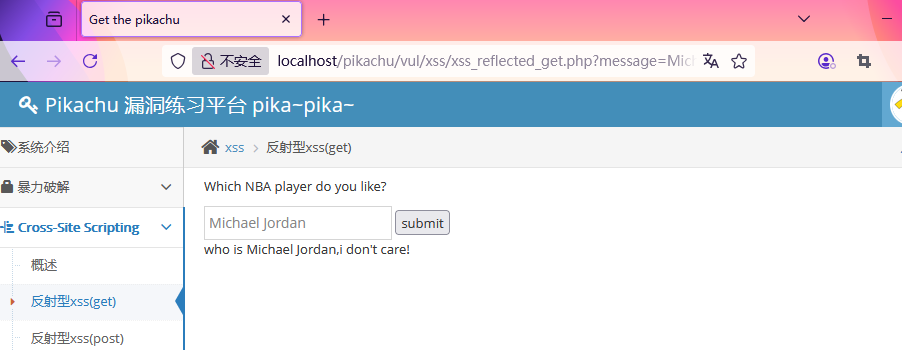 Get the pikachu
不安全 localhost/pikachu/vul/xss/xss_reflected_get.php?message=Mich
Pikachu 漏洞练习平台 pika~pika~
系统介绍
xss 反射型xss(get)
暴力破解
Which NBA player do you like?
Cross-Site Scripting
Michael Jordan submit
who is Michael Jordan,i don't care!
概述
反射型xss(get)
反射型xss(post)